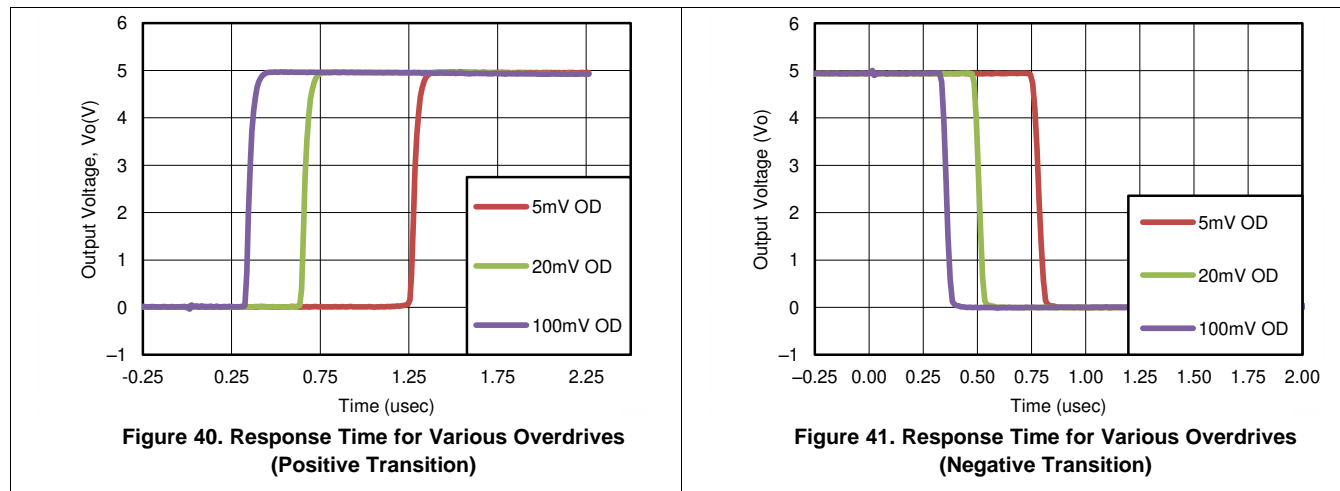 6
5
4
3
2
1
0
–1
Output Voltage, Vo(V)
-0.25 0.25 0.75 1.25 1.75 2.25
Time (usec)
5mV OD
20mV OD
100mV OD
Figure 40. Response Time for Various Overdrives
(Positive Transition)
6
5
4
3
2
1
0
–1
Output Voltage (Vo)
–0.25 0.00 0.25 0.50 0.75 1.00 1.25 1.50 1.75 2.00
Time (usec)
5mV OD
20mV OD
100mV OD
Figure 41. Response Time for Various Overdrives
(Negative Transition)